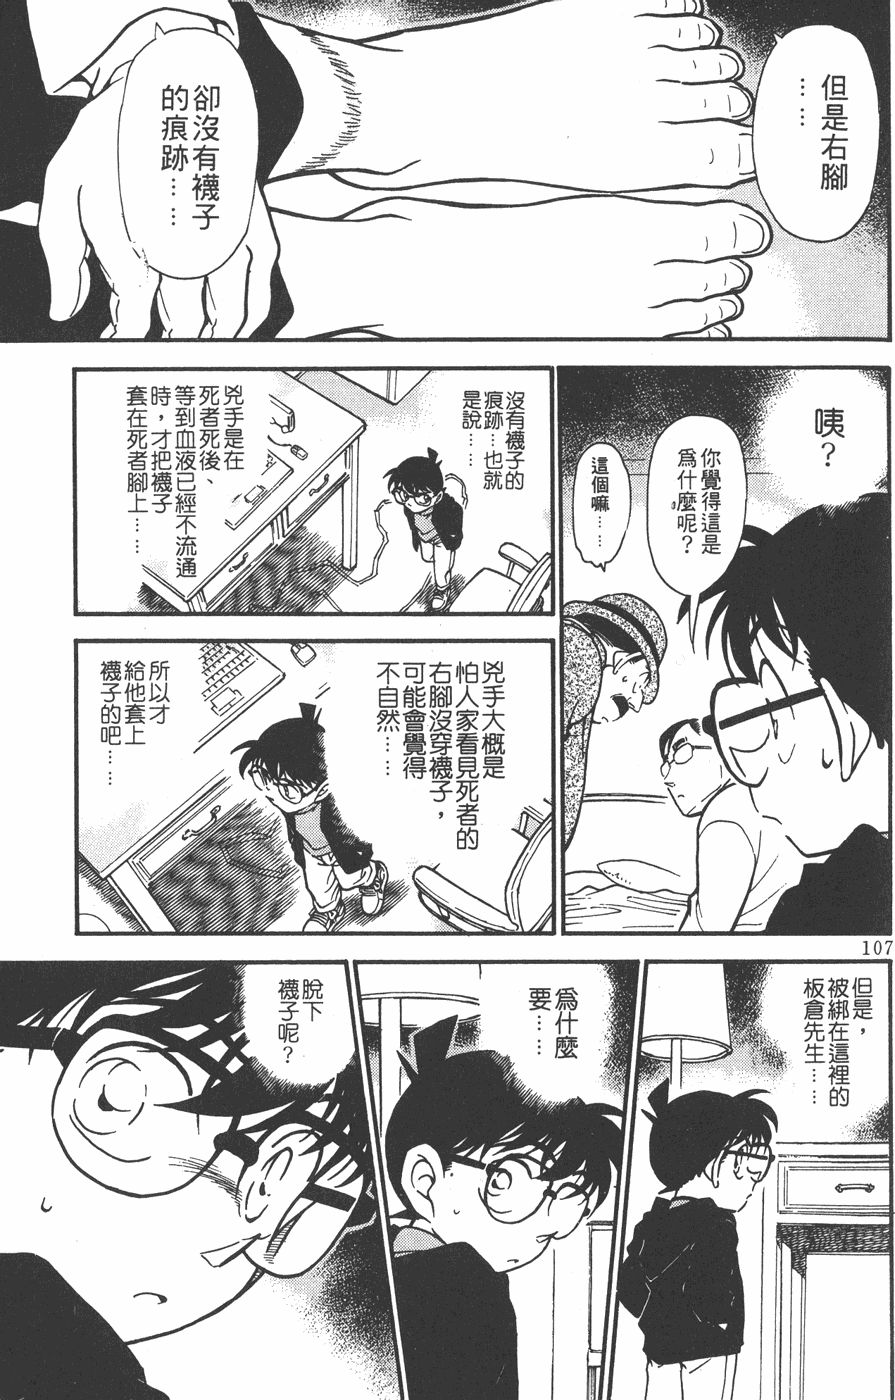 但是右腳
……
卻沒有襪子
的痕跡……
咦？
你覺得這是
為什麼呢？
這個嘛……
沒有襪子的
痕跡…也就
是說……
兇手是在
死者死後、
等到血液已經不流通
時，才把襪子
套在死者腳上……
兇手大概是
怕人家看見死者的
右腳沒穿襪子，
可能會覺得
不自然……
所以才
給他套上
襪子的吧……
107
但是，
被綁在這裡的
板倉先生……
為什麼
要……
脫下
襪子呢？